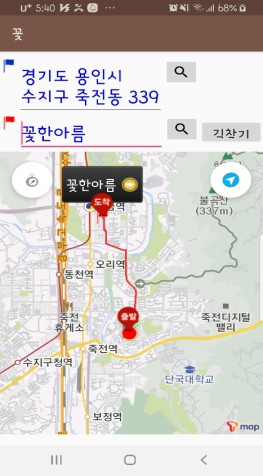 U⁺ 5:40
68%
꽃
경기도 용인시
수지구 죽전동 339
꽃한아름
길찾기
꽃한아름
도착
불곡산
(337m)
오리역
동천역
죽전
휴게소
출발
죽전디지털
밸리
죽전역
수지구청역
단국대학교
보정역
T map